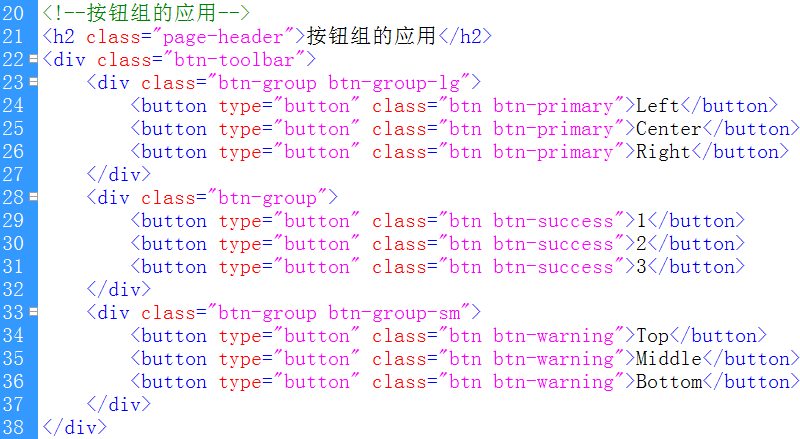 20 <!--按钮组的应用-->
21 <h2 class="page-header">按钮组的应用</h2>
22 <div class="btn-toolbar">
23     <div class="btn-group btn-group-lg">
24         <button type="button" class="btn btn-primary">Left</button>
25         <button type="button" class="btn btn-primary">Center</button>
26         <button type="button" class="btn btn-primary">Right</button>
27     </div>
28     <div class="btn-group">
29         <button type="button" class="btn btn-success">1</button>
30         <button type="button" class="btn btn-success">2</button>
31         <button type="button" class="btn btn-success">3</button>
32     </div>
33     <div class="btn-group btn-group-sm">
34         <button type="button" class="btn btn-warning">Top</button>
35         <button type="button" class="btn btn-warning">Middle</button>
36         <button type="button" class="btn btn-warning">Bottom</button>
37     </div>
38 </div>